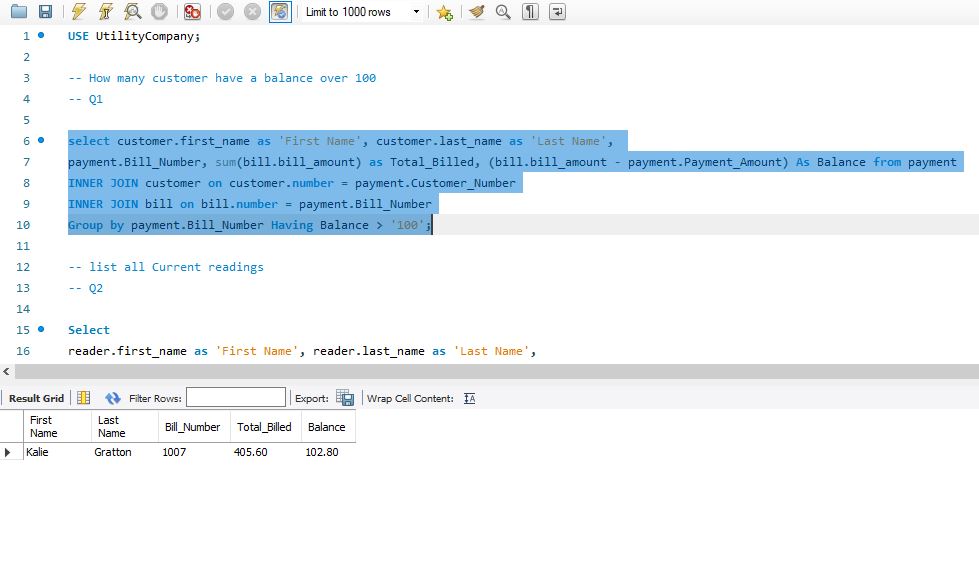 Limit to 1000 rows
1 USE UtilityCompany;
2
3 -- How many customer have a balance over 100
4 -- Q1
5
6 select customer.first_name as 'First Name', customer.last_name as 'Last Name',
7 payment.Bill_Number, sum(bill.bill_amount) as Total_Billed, (bill.bill_amount - payment.Payment_Amount) As Balance from payment
8 INNER JOIN customer on customer.number = payment.Customer_Number
9 INNER JOIN bill on bill.number = payment.Bill_Number
10 Group by payment.Bill_Number Having Balance > '100';
11
12 -- list all Current readings
13 -- Q2
14
15 Select
16 reader.first_name as 'First Name', reader.last_name as 'Last Name',
Result Grid Filter Rows: Export: Wrap Cell Content: IA
First Last
Name Name Bill_Number Total_Billed Balance
Kalie Gratton 1007 405.60 102.80